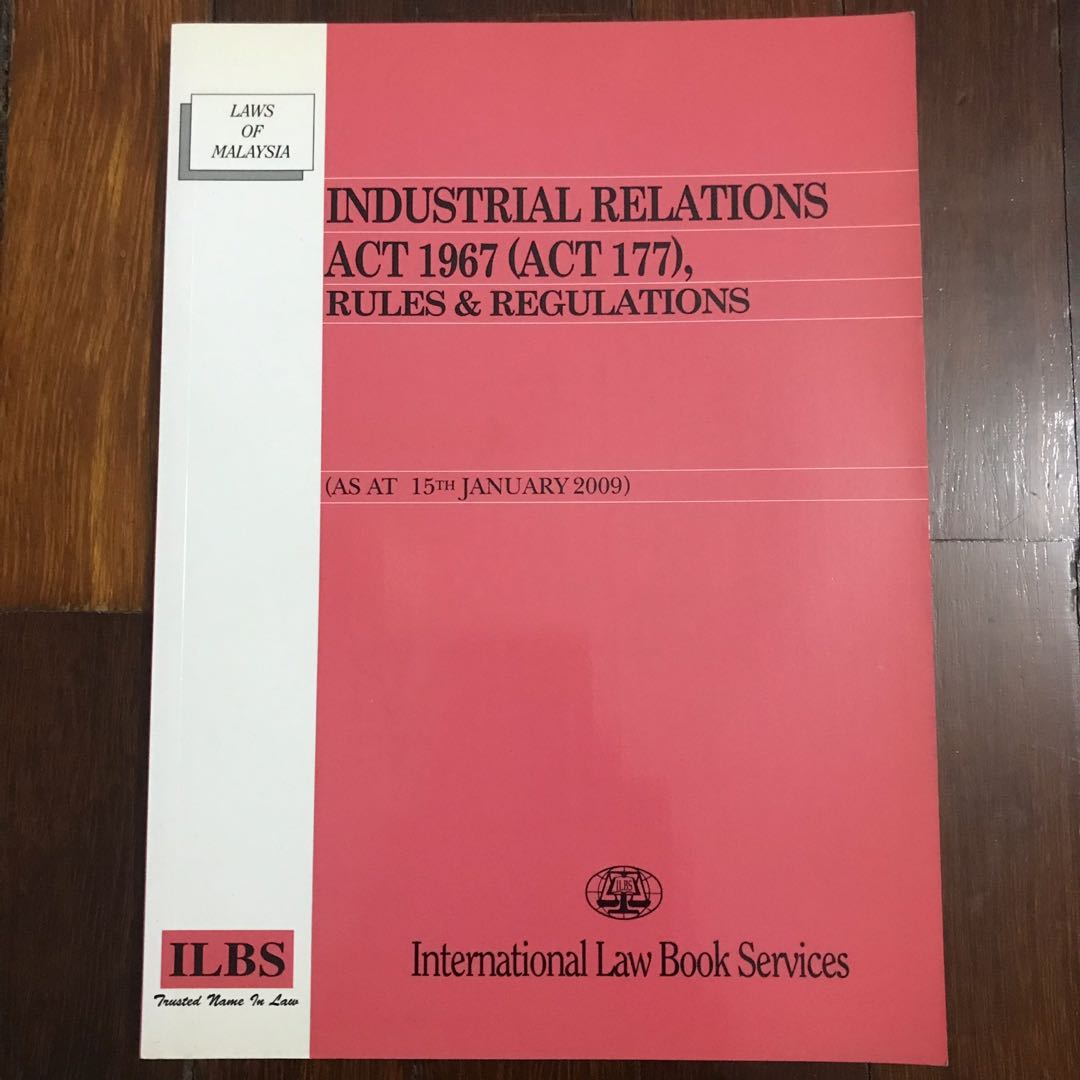 LAWS
OF
MALAYSIA
INDUSTRIAL RELATIONS
ACT 1967 (ACT 177),
RULES & REGULATIONS
(AS AT 15TH JANUARY 2009)
ILBS
International Law Book Services
ILBS
Trusted Name In Law